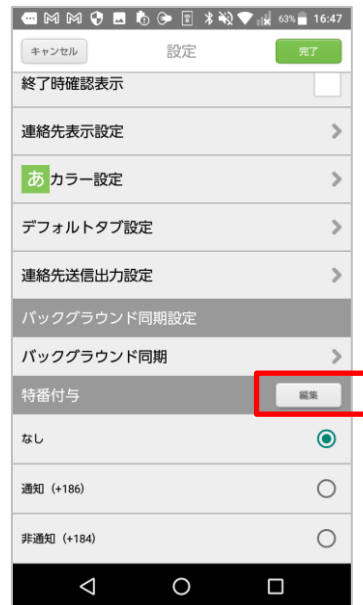 63% 16:47
キャンセル 設定 完了
終了時確認表示
連絡先表示設定
あ カラー設定
デフォルトタブ設定
連絡先送信出力設定
バックグラウンド同期設定
バックグラウンド同期
特番付与 編集
なし
通知（+186）
非通知（+184）